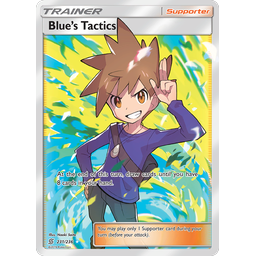 TRAINER
Supporter
Blue's Tactics
At the end of this turn, draw cards until you have
8 cards in your hand.
You may play only 1 Supporter card during your
turn (before your attack).